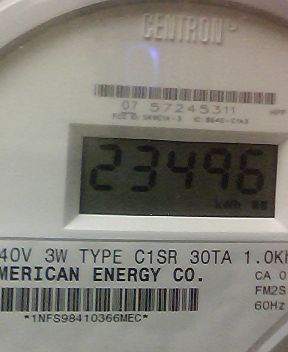 CENTRON
07 57245311
23496
kWh
40V 3W TYPE C1SR 30TA 1.0Kh
MERICAN ENERGY CO.
CA 0
FM2S
60Hz
*1NFS98410366MEC*